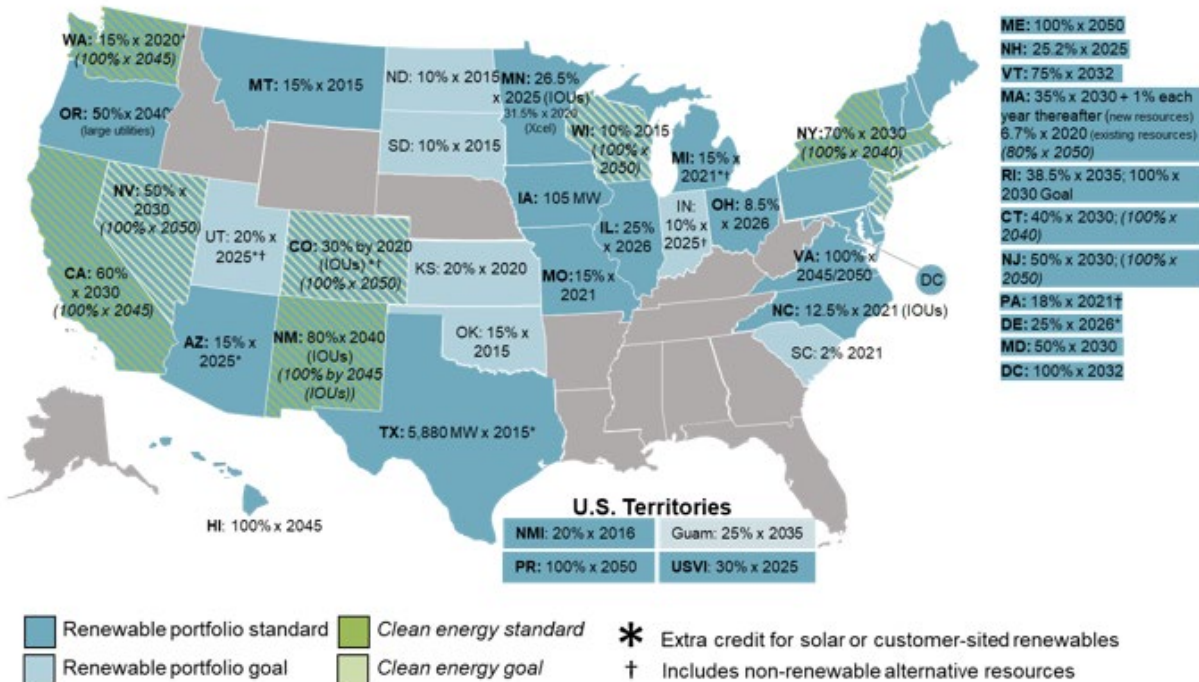 WA: 15% x 2020*
(100% x 2045)
OR: 50%x 2040
(large utilities)
MT: 15% x 2015
ND: 10% x 2015
SD: 10% x 2015
MN: 26.5%
x 2025 (IOUs)
31.5% x 2020
(Xcel)
WI: 10% 2015
(100% x
2050)
MI: 15% x
2021*†
NY:70% x 2030
(100% x 2040)
NV: 50% x
2030
(100% x 2050)
UT: 20% x
2025*†
CO: 30% by 2020
(IOUs) *†
(100% x 2050)
KS: 20% x 2020
IA: 105 MW
IL: 25%
x 2026
IN:
10% x
2025†
OH: 8.5%
x 2026
MO:15% x
2021
VA: 100% x
2045/2050
DC
CA: 60%
x 2030
(100% x 2045)
AZ: 15% x
2025*
NM: 80%x 2040
(IOUs)
(100% by 2045
(IOUs))
OK: 15% x
2015
NC: 12.5% x 2021 (IOUs)
SC: 2% 2021
TX: 5,880 MW x 2015*
HI: 100% x 2045
ME: 100% x 2050
NH: 25.2% x 2025
VT: 75% x 2032
MA: 35% x 2030 + 1% each
year thereafter (new resources)
6.7% x 2020 (existing resources)
(80% x 2050)
RI: 38.5% x 2035; 100% x
2030 Goal
CT: 40% x 2030; (100% x
2040)
NJ: 50% x 2030; (100% x
2050)
PA: 18% x 2021†
DE: 25% x 2026*
MD: 50% x 2030
DC: 100% x 2032
U.S. Territories
NMI: 20% x 2016
Guam: 25% x 2035
PR: 100% x 2050
USVI: 30% x 2025
Renewable portfolio standard
Clean energy standard
* Extra credit for solar or customer-sited renewables
Renewable portfolio goal
Clean energy goal
† Includes non-renewable alternative resources